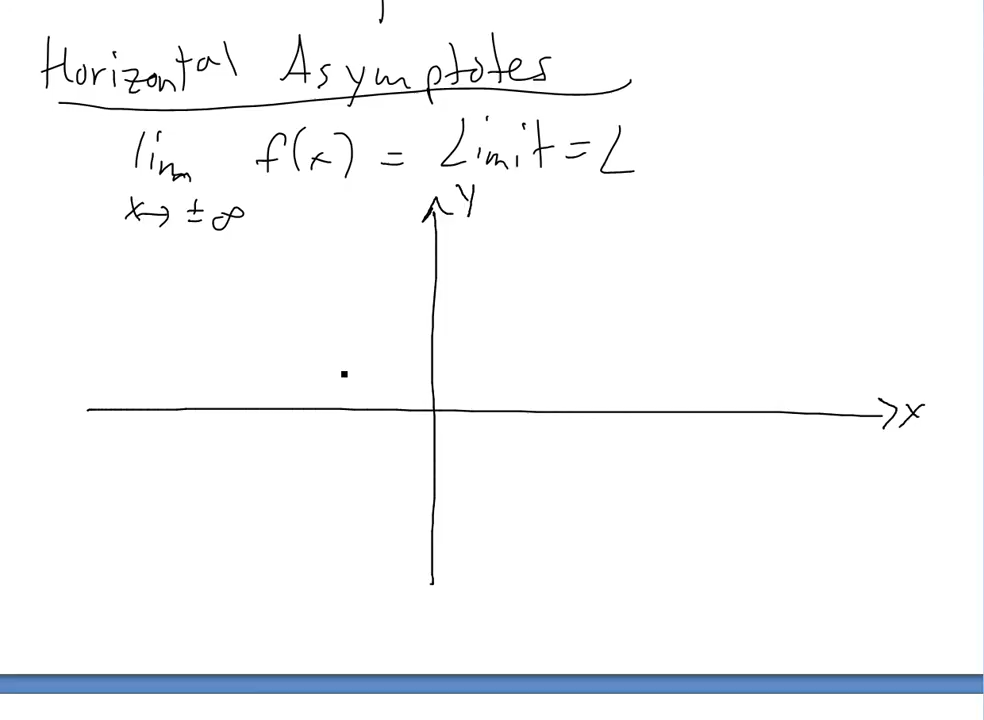 Horizontal Asymptotes
lim f(x) = Limit = L
x → ± ∞
y
x